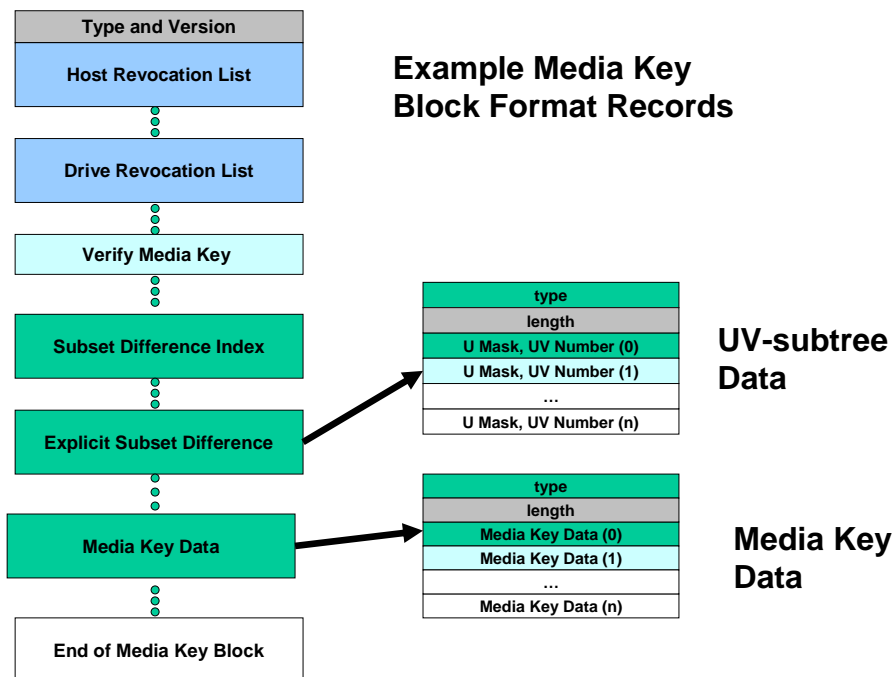 Type and Version
Host Revocation List
Drive Revocation List
Verify Media Key
Subset Difference Index
Explicit Subset Difference
Media Key Data
End of Media Key Block
Example Media Key
Block Format Records
type
length
U Mask, UV Number (0)
U Mask, UV Number (1)
…
U Mask, UV Number (n)
UV-subtree
Data
type
length
Media Key Data (0)
Media Key Data (1)
…
Media Key Data (n)
Media Key
Data